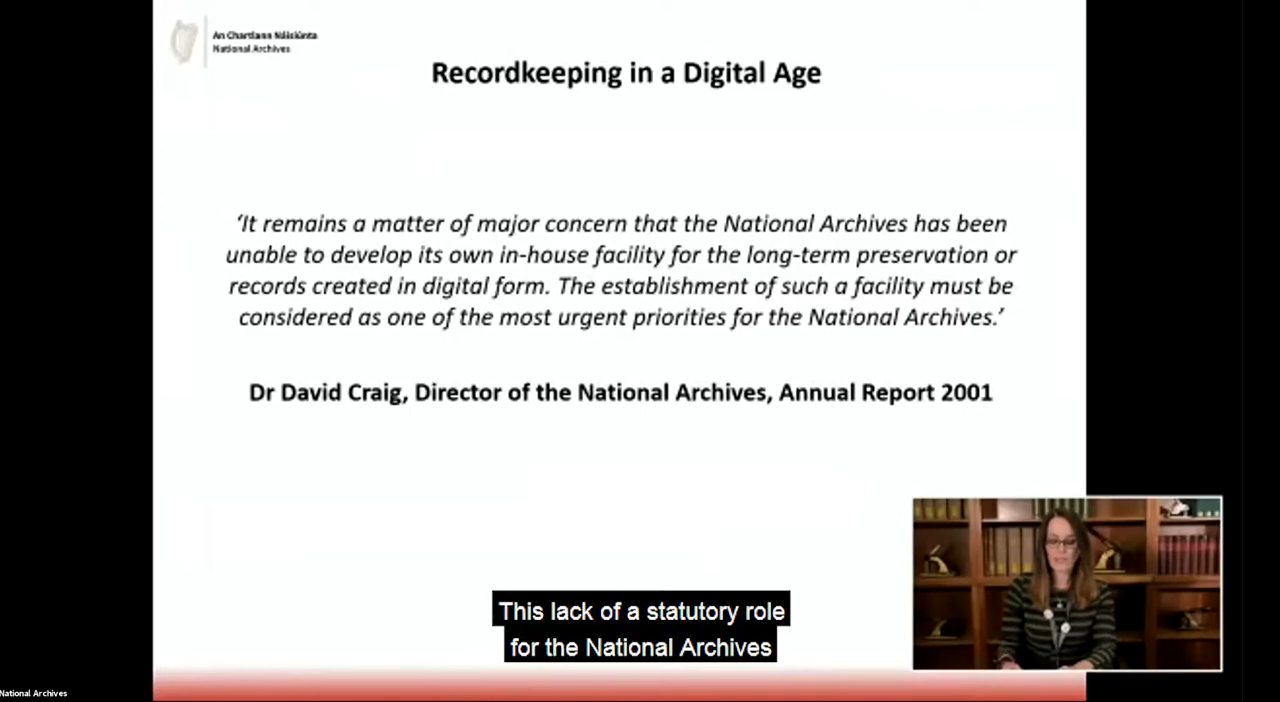 An Chartlann Náisiúnta
National Archives
Recordkeeping in a Digital Age
‘It remains a matter of major concern that the National Archives has been
unable to develop its own in-house facility for the long-term preservation or
records created in digital form. The establishment of such a facility must be
considered as one of the most urgent priorities for the National Archives.’
Dr David Craig, Director of the National Archives, Annual Report 2001
This lack of a statutory role
for the National Archives
National Archives